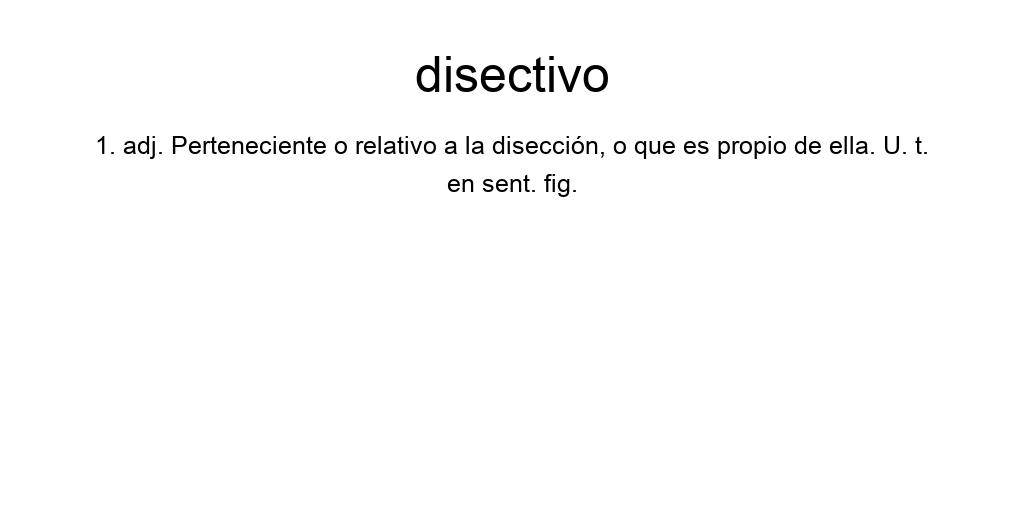 disectivo
1. adj. Perteneciente o relativo a la disección, o que es propio de ella. U. t.
en sent. fig.